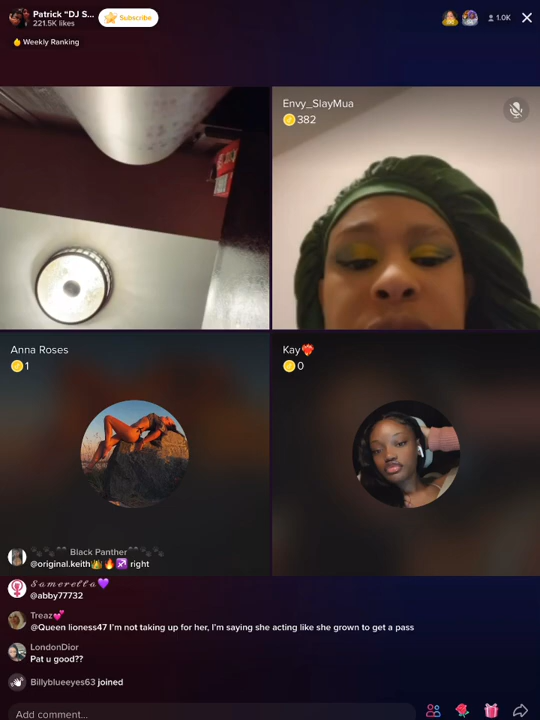 Patrick "DJ S...
221.5K likes
Subscribe
1.0K
Weekly Ranking
Envy_SlayMua
382
Anna Roses
1
Kay❤️‍🔥
0
🐾🐾🖤 Black Panther🖤🐾🐾
@original.keith👑🔥♐ right
𝓢𝓪𝓶𝓮𝓻𝓮𝓵𝓵𝓪💜
@abby77732
Treaz💕
@Queen lioness47 I'm not taking up for her, I'm saying she acting like she grown to get a pass
LondonDior
Pat u good??
Billyblueeyes63 joined
Add comment...